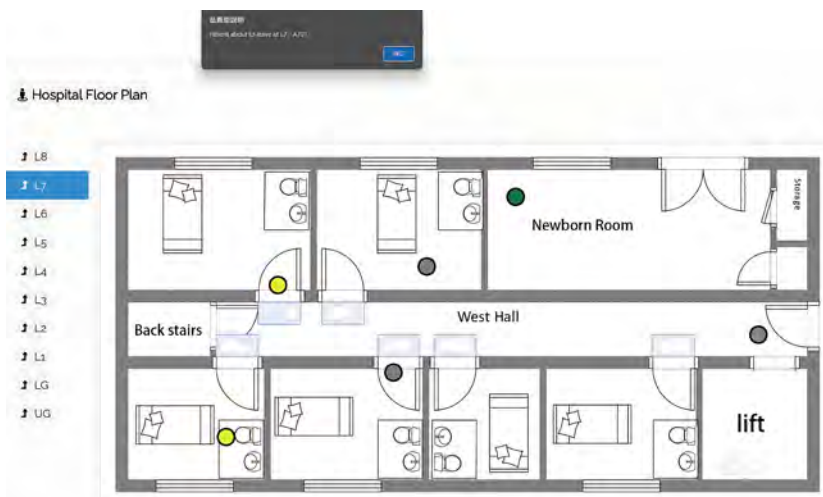 Hospital Floor Plan
L8
L7
L6
L5
L4
L3
L2
L1
LG
UG
Storage
Newborn Room
West Hall
Back stairs
lift